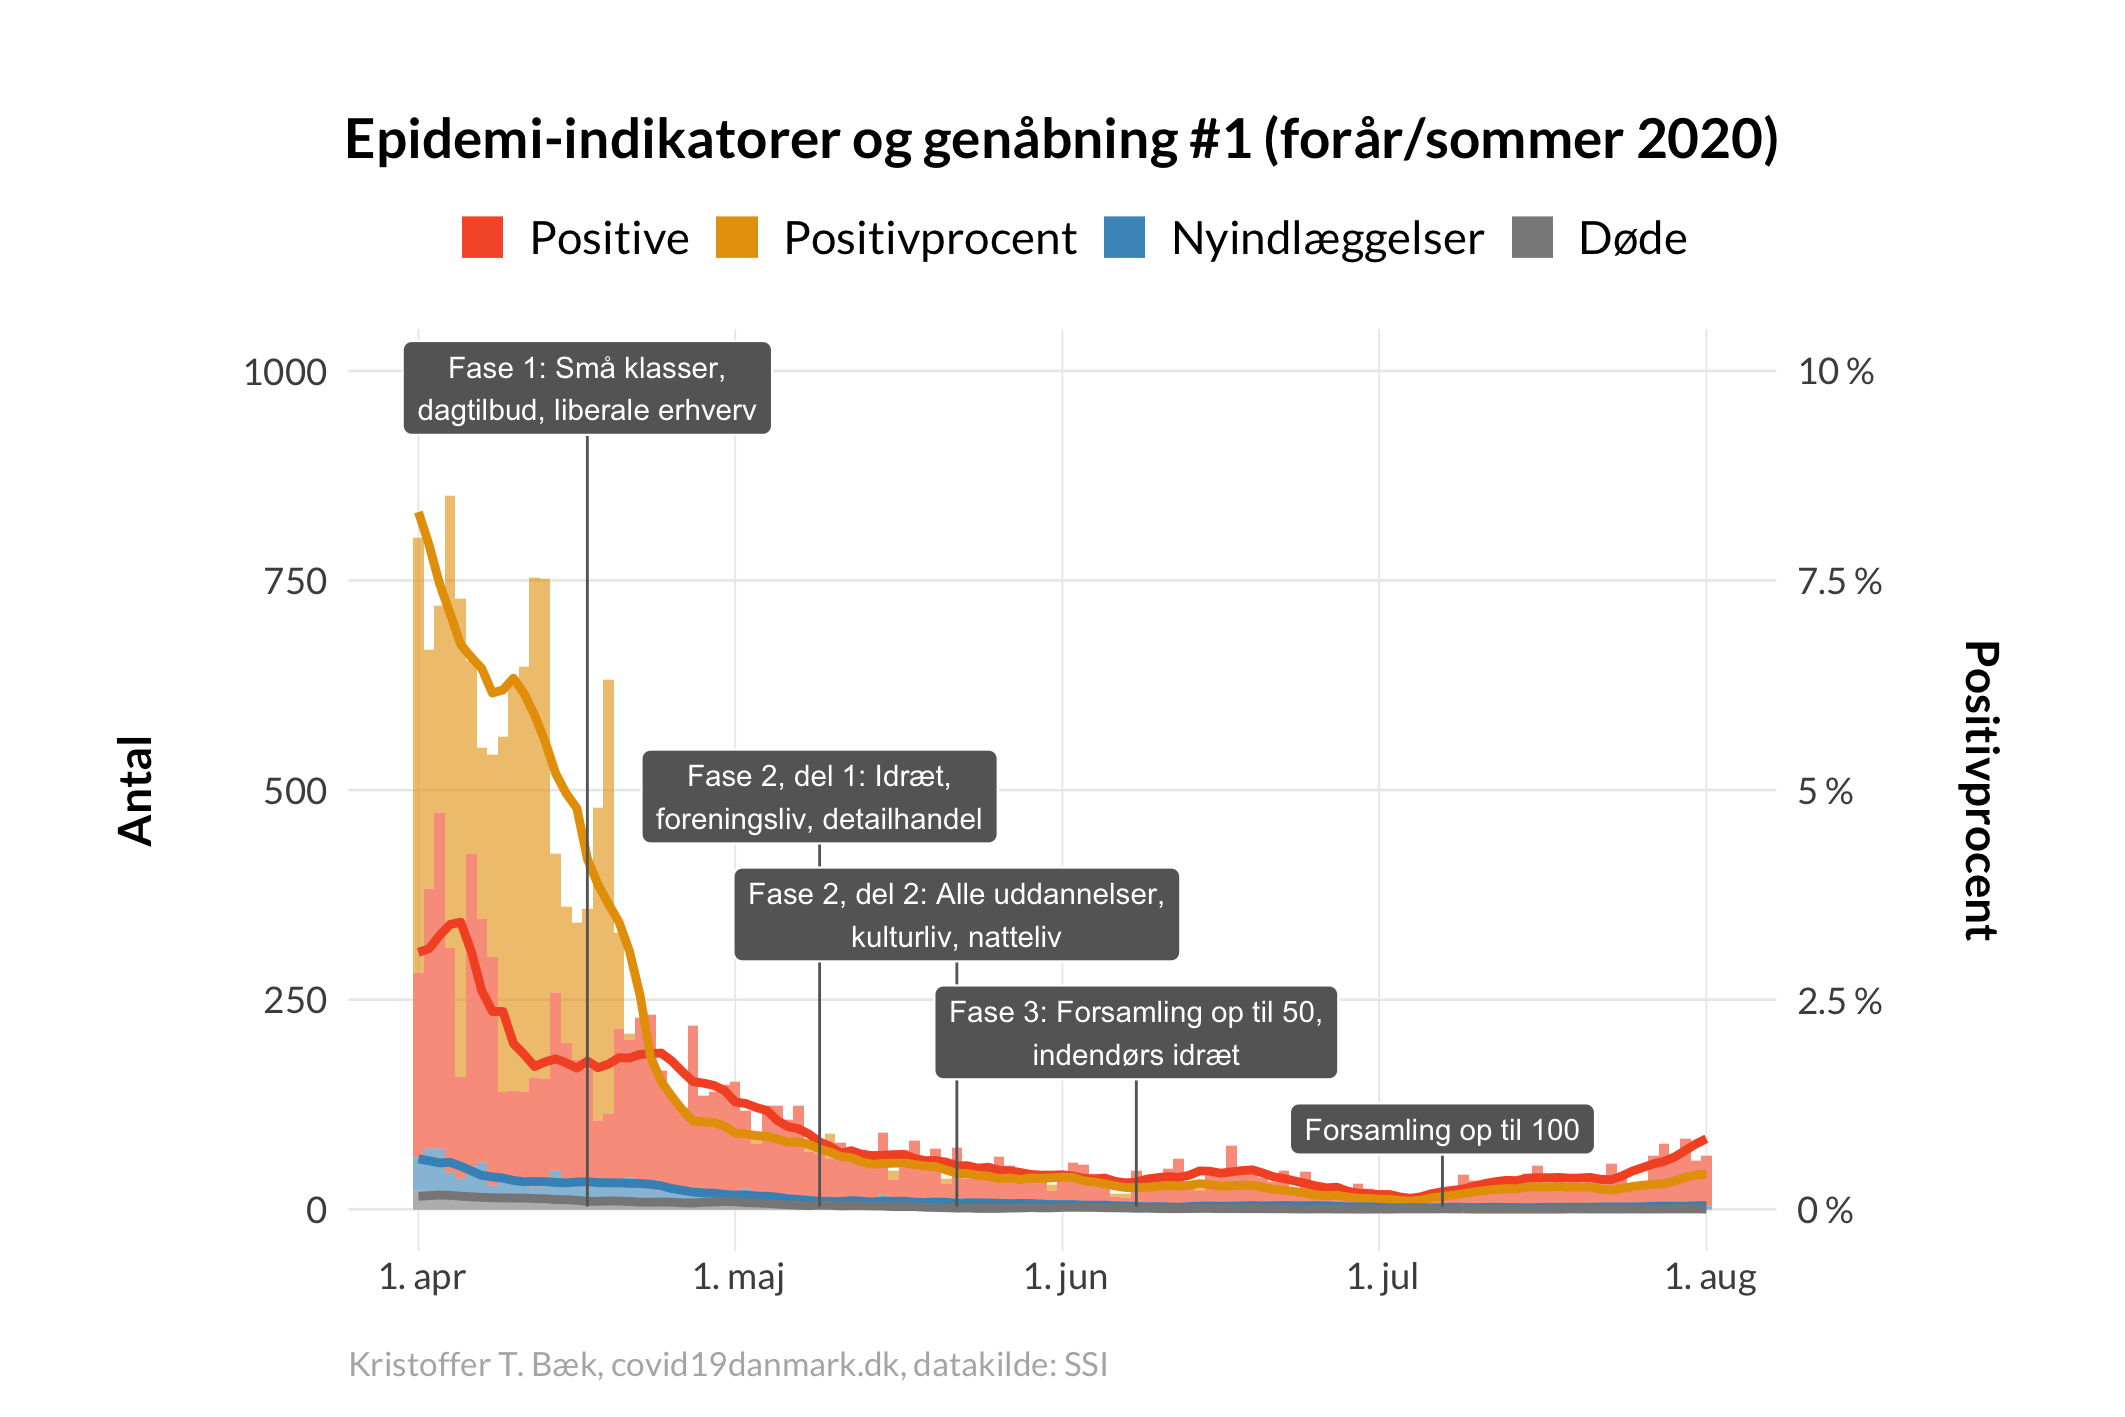 Epidemi-indikatorer og genåbning #1 (forår/sommer 2020)
Positive
Positivprocent
Nyindlæggelser
Døde
1000
750
500
250
0
Antal
10 %
7.5 %
5 %
2.5 %
0 %
Positivprocent
Fase 1: Små klasser,
dagtilbud, liberale erhverv
Fase 2, del 1: Idræt,
foreningsliv, detailhandel
Fase 2, del 2: Alle uddannelser,
kulturliv, natteliv
Fase 3: Forsamling op til 50,
indendørs idræt
Forsamling op til 100
1. apr
1. maj
1. jun
1. jul
1. aug
Kristoffer T. Bæk, covid19danmark.dk, datakilde: SSI